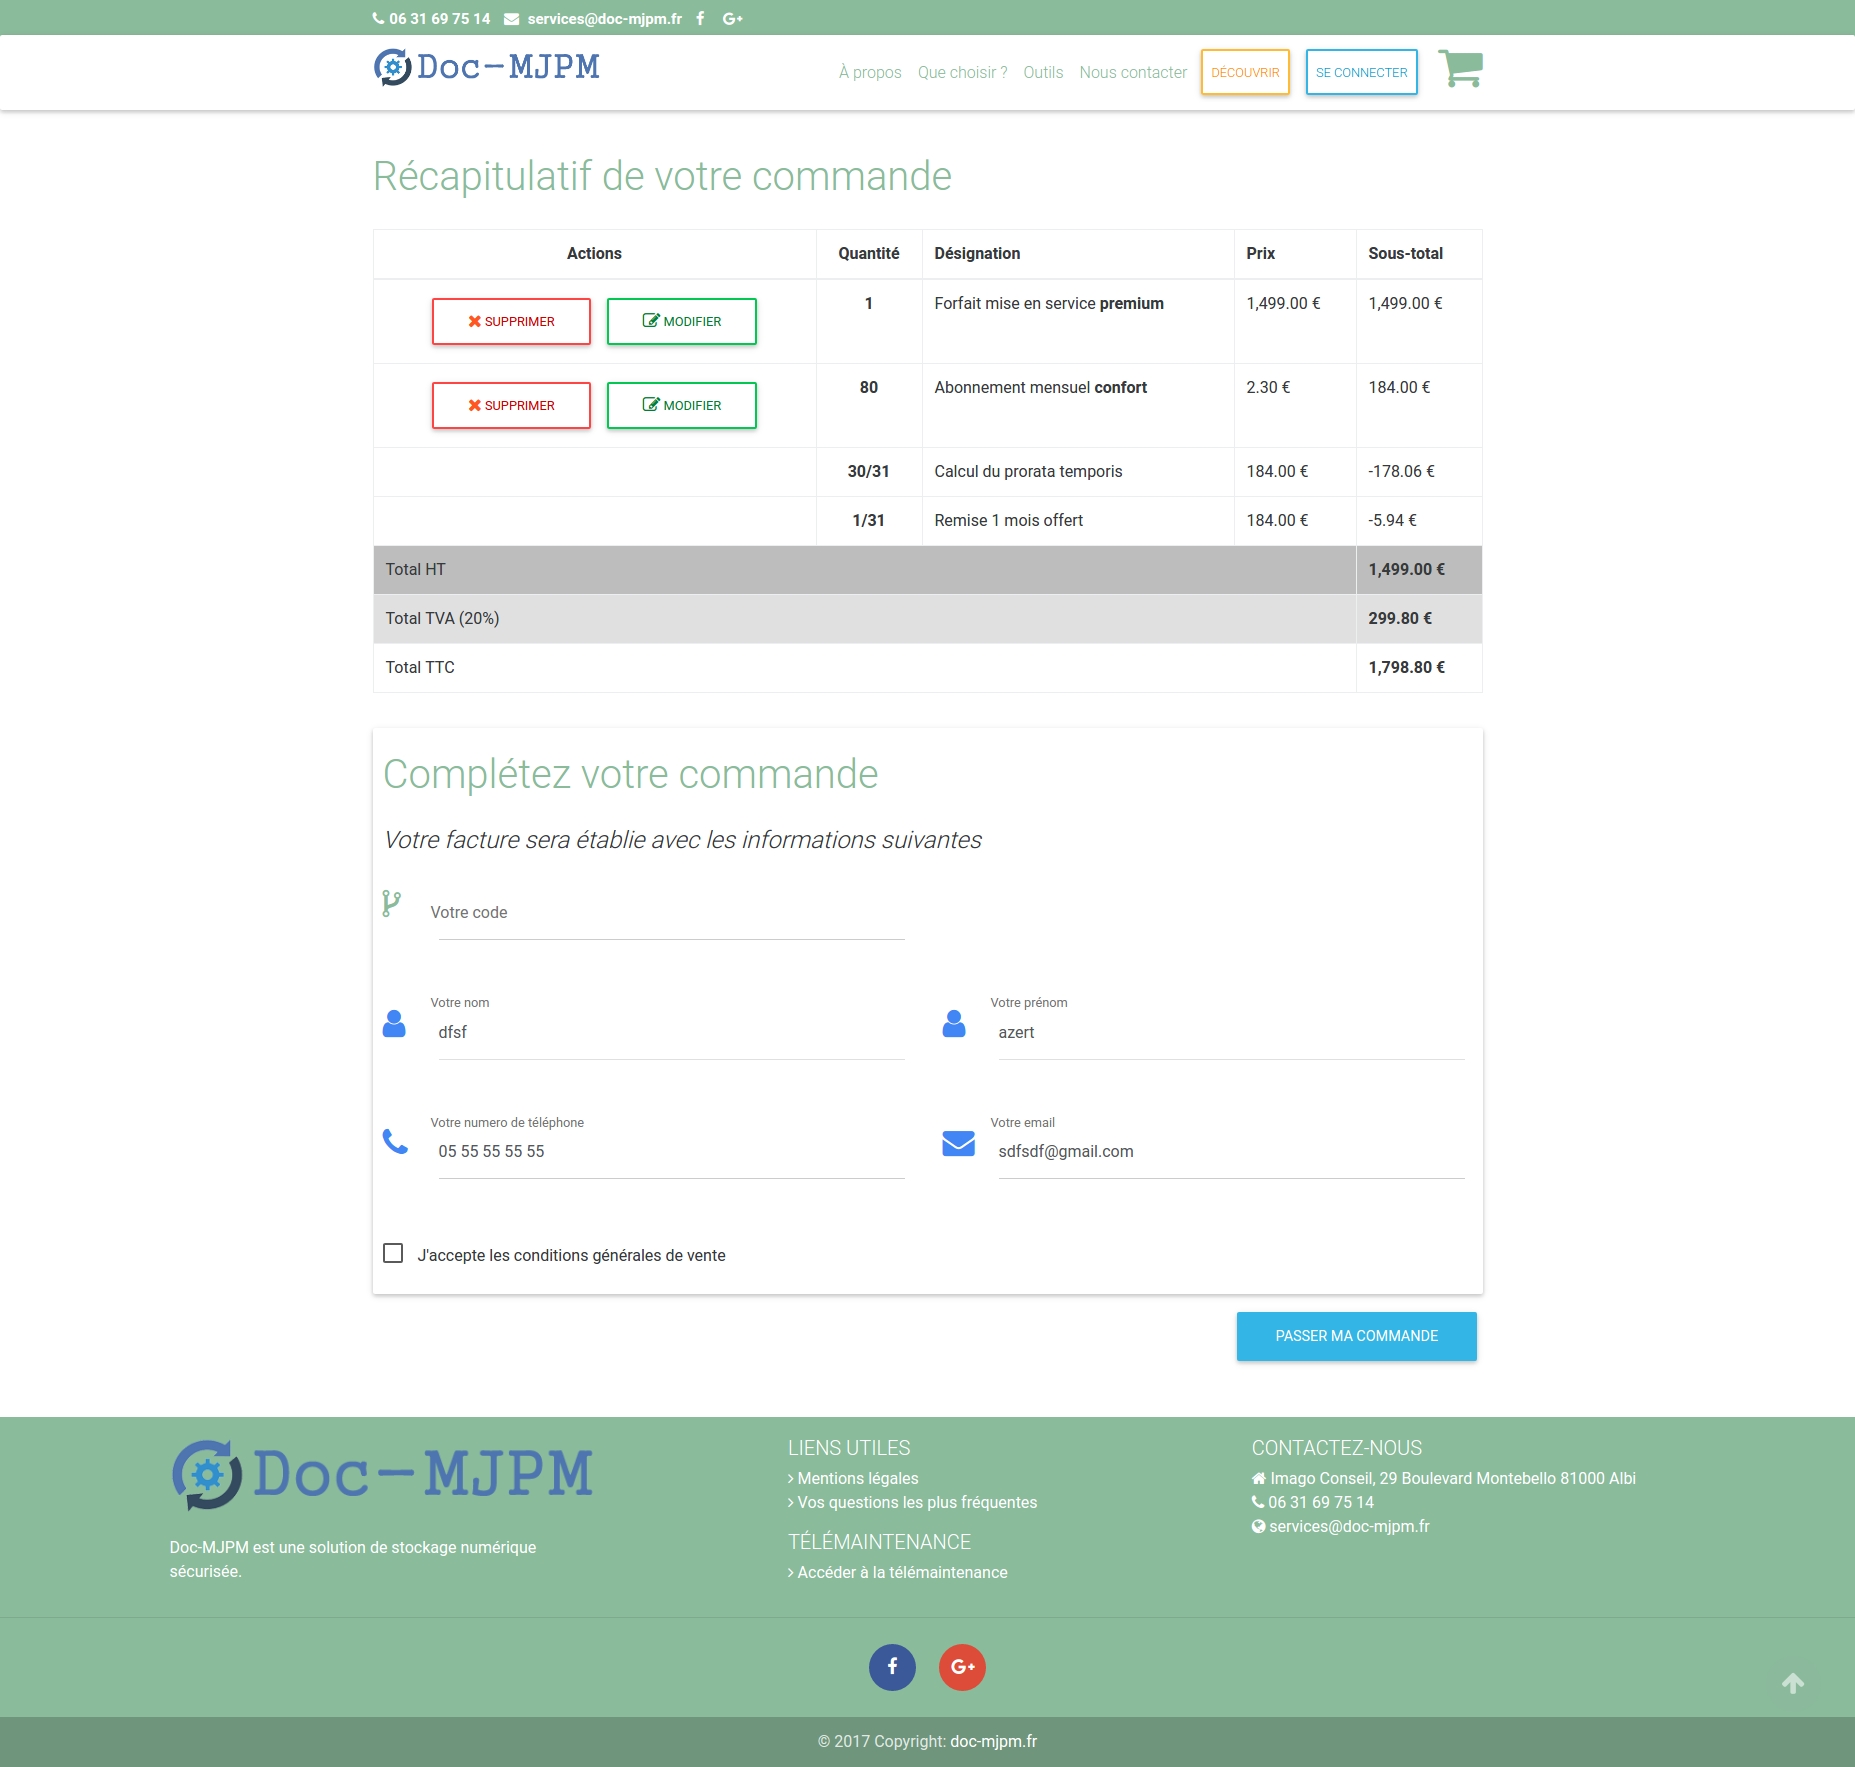 06 31 69 75 14 services@doc-mjpm.fr
Doc-MJPM
À propos Que choisir ? Outils Nous contacter DÉCOUVRIR SE CONNECTER
Récapitulatif de votre commande
Actions Quantité Désignation Prix Sous-total
SUPPRIMER MODIFIER 1 Forfait mise en service premium 1,499.00 € 1,499.00 €
SUPPRIMER MODIFIER 80 Abonnement mensuel confort 2.30 € 184.00 €
30/31 Calcul du prorata temporis 184.00 € -178.06 €
1/31 Remise 1 mois offert 184.00 € -5.94 €
Total HT 1,499.00 €
Total TVA (20%) 299.80 €
Total TTC 1,798.80 €
Complétez votre commande
Votre facture sera établie avec les informations suivantes
Votre code
Votre nom Votre prénom
dfsf azert
Votre numero de téléphone Votre email
05 55 55 55 55 sdfsdf@gmail.com
J'accepte les conditions générales de vente
PASSER MA COMMANDE
Doc-MJPM
Doc-MJPM est une solution de stockage numérique
sécurisée.
LIENS UTILES
Mentions légales
Vos questions les plus fréquentes
TÉLÉMAINTENANCE
Accéder à la télémaintenance
CONTACTEZ-NOUS
Imago Conseil, 29 Boulevard Montebello 81000 Albi
06 31 69 75 14
services@doc-mjpm.fr
© 2017 Copyright: doc-mjpm.fr